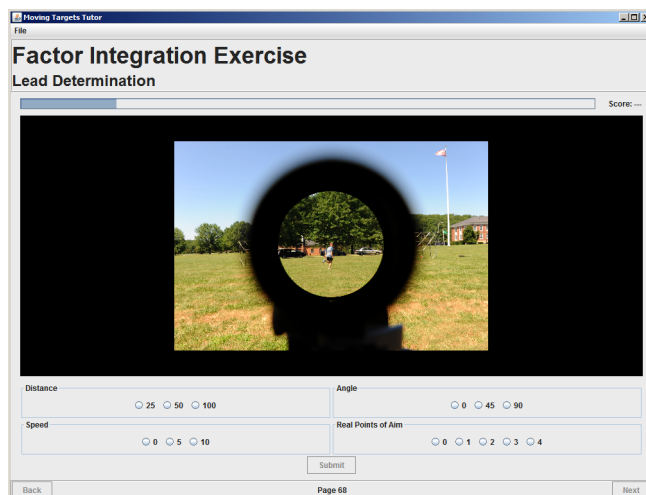 Moving Targets Tutor
File
Factor Integration Exercise
Lead Determination
Score: ---
Distance
25 50 100
Angle
0 45 90
Speed
0 5 10
Real Points of Aim
0 1 2 3 4
Submit
Back Page 68 Next